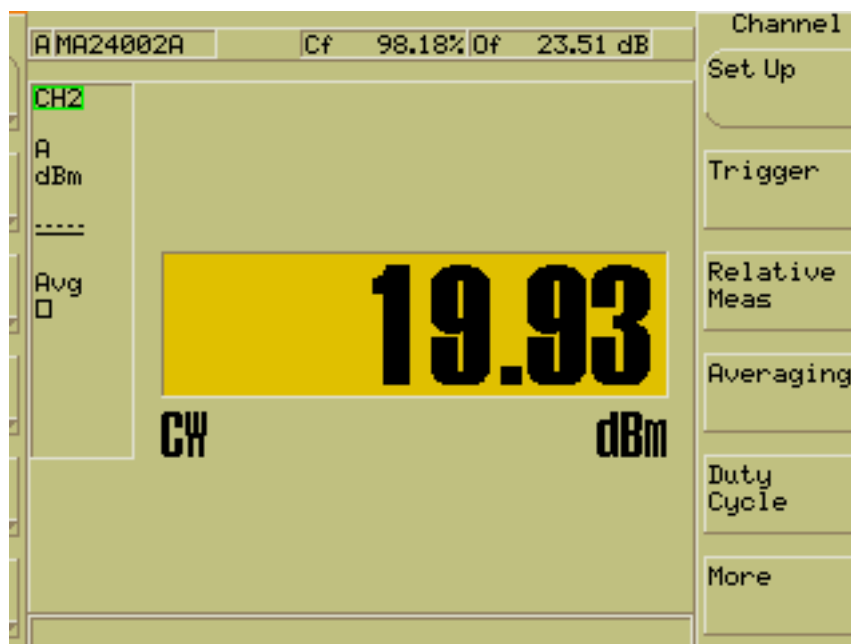 A MA24002A Cf 98.18% Of 23.51 dB
CH2
A
dBm
-----
Avg
19.93
CW dBm
Channel
Set Up
Trigger
Relative
Meas
Averaging
Duty
Cycle
More